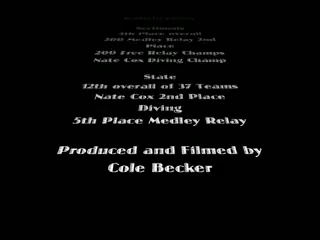 Sectionals
4th Place overall
200 Medley Relay 2nd
Place
200 Free Relay Champs
Nate Cox Diving Champ
State
12th overall of 37 Teams
Nate Cox 2nd Place
Diving
5th Place Medley Relay
Produced and Filmed by
Cole Becker